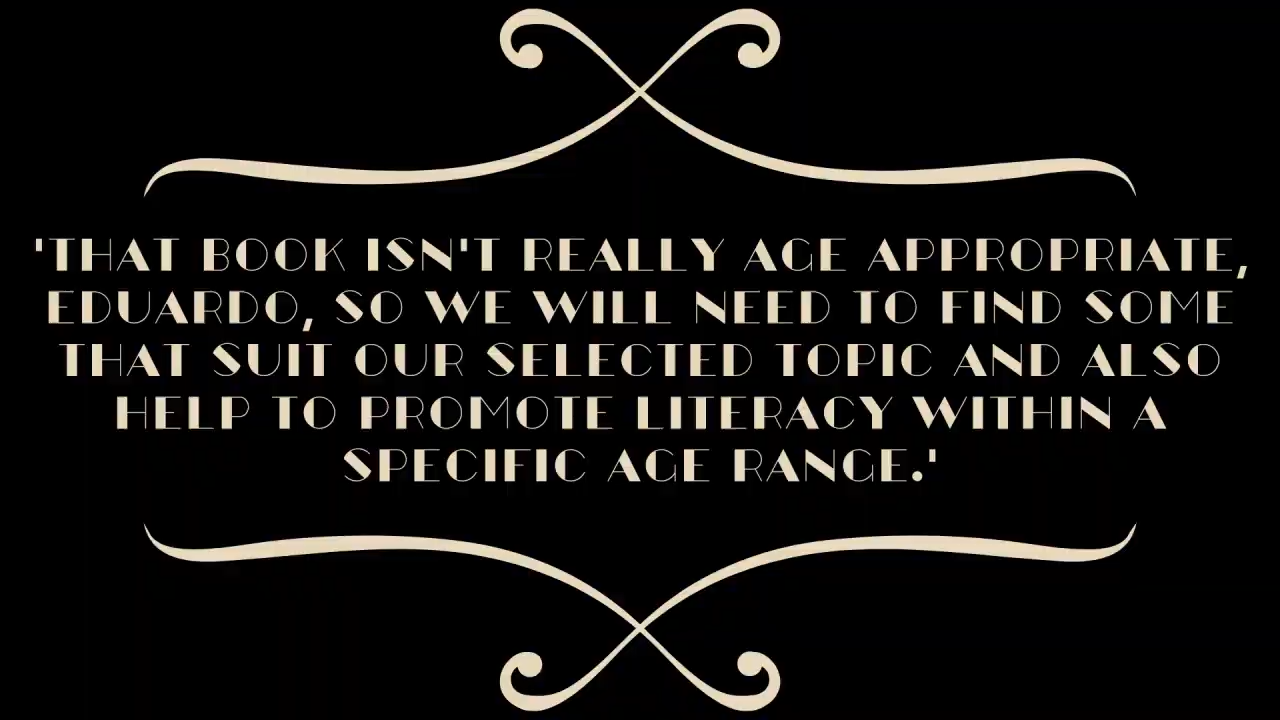 'THAT BOOK ISN'T REALLY AGE APPROPRIATE,
EDUARDO, SO WE WILL NEED TO FIND SOME
THAT SUIT OUR SELECTED TOPIC AND ALSO
HELP TO PROMOTE LITERACY WITHIN A
SPECIFIC AGE RANGE.'